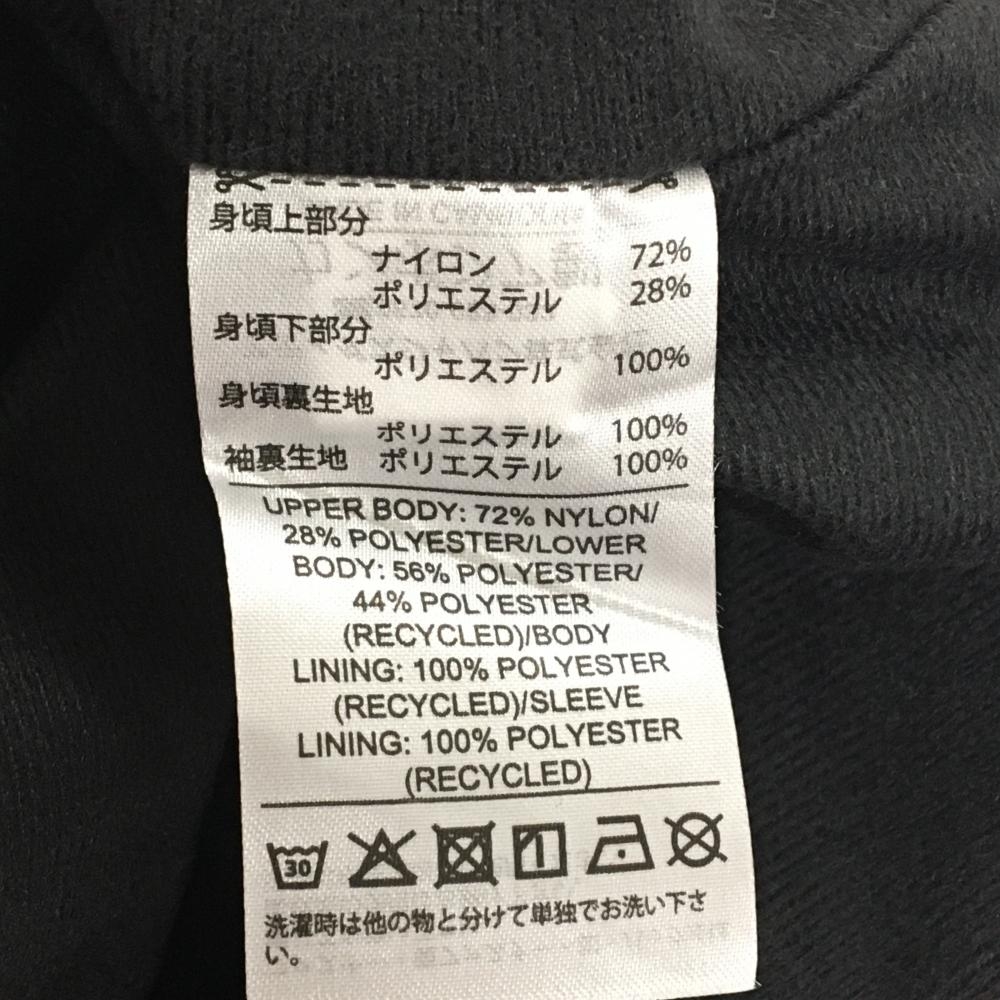 身頃上部分
ナイロン 72%
ポリエステル 28%
身頃下部分
ポリエステル 100%
身頃裏生地
ポリエステル 100%
袖裏生地 ポリエステル 100%
UPPER BODY: 72% NYLON/
28% POLYESTER/LOWER
BODY: 56% POLYESTER/
44% POLYESTER
(RECYCLED)/BODY
LINING: 100% POLYESTER
(RECYCLED)/SLEEVE
LINING: 100% POLYESTER
(RECYCLED)
30
洗濯時は他の物と分けて単独でお洗い下さ
い。